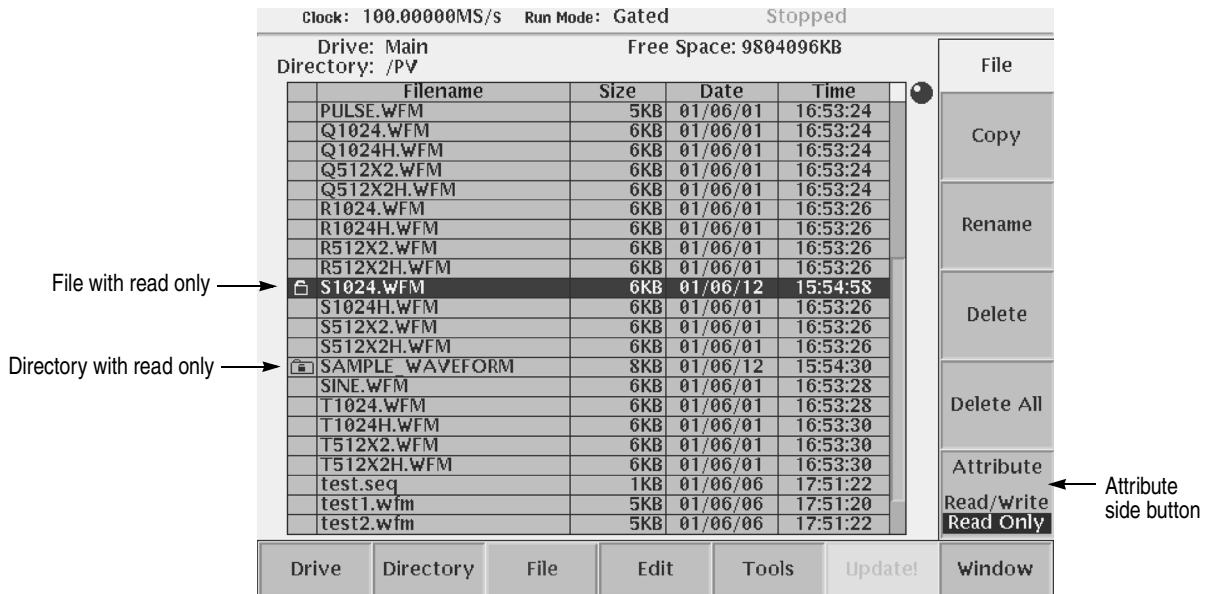 Clock: 100.00000MS/s Run Mode: Gated Stopped
Drive: Main Free Space: 9804096KB
Directory: /PV
Filename Size Date Time
PULSE.WFM 5KB 01/06/01 16:53:24
Q1024.WFM 6KB 01/06/01 16:53:24
Q1024H.WFM 6KB 01/06/01 16:53:24
Q512X2.WFM 6KB 01/06/01 16:53:24
Q512X2H.WFM 6KB 01/06/01 16:53:24
R1024.WFM 6KB 01/06/01 16:53:26
R1024H.WFM 6KB 01/06/01 16:53:26
R512X2.WFM 6KB 01/06/01 16:53:26
R512X2H.WFM 6KB 01/06/01 16:53:26
S1024.WFM 6KB 01/06/12 15:54:58
S1024H.WFM 6KB 01/06/01 16:53:26
S512X2.WFM 6KB 01/06/01 16:53:26
S512X2H.WFM 6KB 01/06/01 16:53:26
SAMPLE_WAVEFORM 8KB 01/06/12 15:54:30
SINE.WFM 6KB 01/06/01 16:53:28
T1024.WFM 6KB 01/06/01 16:53:28
T1024H.WFM 6KB 01/06/01 16:53:30
T512X2.WFM 6KB 01/06/01 16:53:30
T512X2H.WFM 6KB 01/06/01 16:53:30
test.seq 1KB 01/06/06 17:51:22
test1.wfm 5KB 01/06/06 17:51:20
test2.wfm 5KB 01/06/06 17:51:22
File with read only
Directory with read only
File
Copy
Rename
Delete
Delete All
Attribute
Read/Write
Read Only
Attribute
side button
Drive Directory File Edit Tools Update! Window